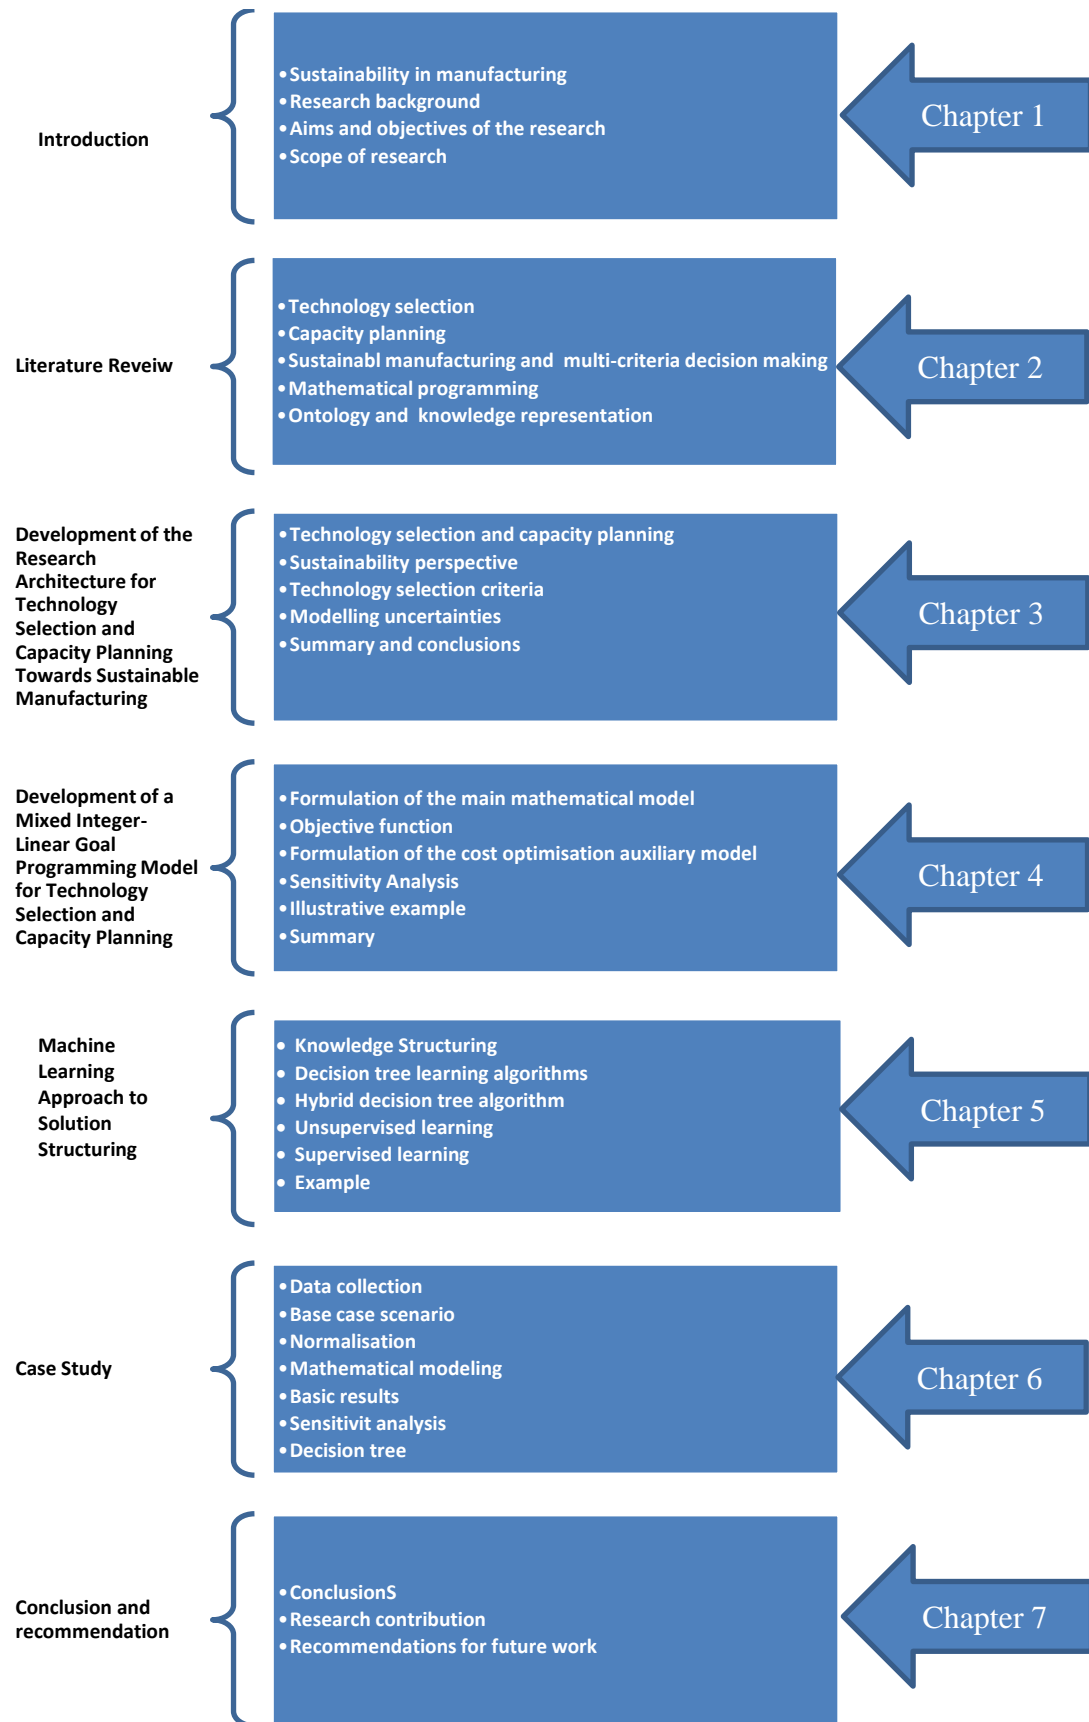 Introduction
•Sustainability in manufacturing
•Research background
•Aims and objectives of the research
•Scope of research
Chapter 1
Literature Reveiw
•Technology selection
•Capacity planning
•Sustainabl manufacturing and multi-criteria decision making
•Mathematical programming
•Ontology and knowledge representation
Chapter 2
Development of the
Research
Architecture for
Technology
Selection and
Capacity Planning
Towards Sustainable
Manufacturing
•Technology selection and capacity planning
•Sustainability perspective
•Technology selection criteria
•Modelling uncertainties
•Summary and conclusions
Chapter 3
Development of a
Mixed Integer-
Linear Goal
Programming Model
for Technology
Selection and
Capacity Planning
•Formulation of the main mathematical model
•Objective function
•Formulation of the cost optimisation auxiliary model
•Sensitivity Analysis
•Illustrative example
•Summary
Chapter 4
Machine
Learning
Approach to
Solution
Structuring
• Knowledge Structuring
• Decision tree learning algorithms
• Hybrid decision tree algorithm
• Unsupervised learning
• Supervised learning
• Example
Chapter 5
Case Study
•Data collection
•Base case scenario
•Normalisation
•Mathematical modeling
•Basic results
•Sensitivit analysis
•Decision tree
Chapter 6
Conclusion and
recommendation
•ConclusionS
•Research contribution
•Recommendations for future work
Chapter 7